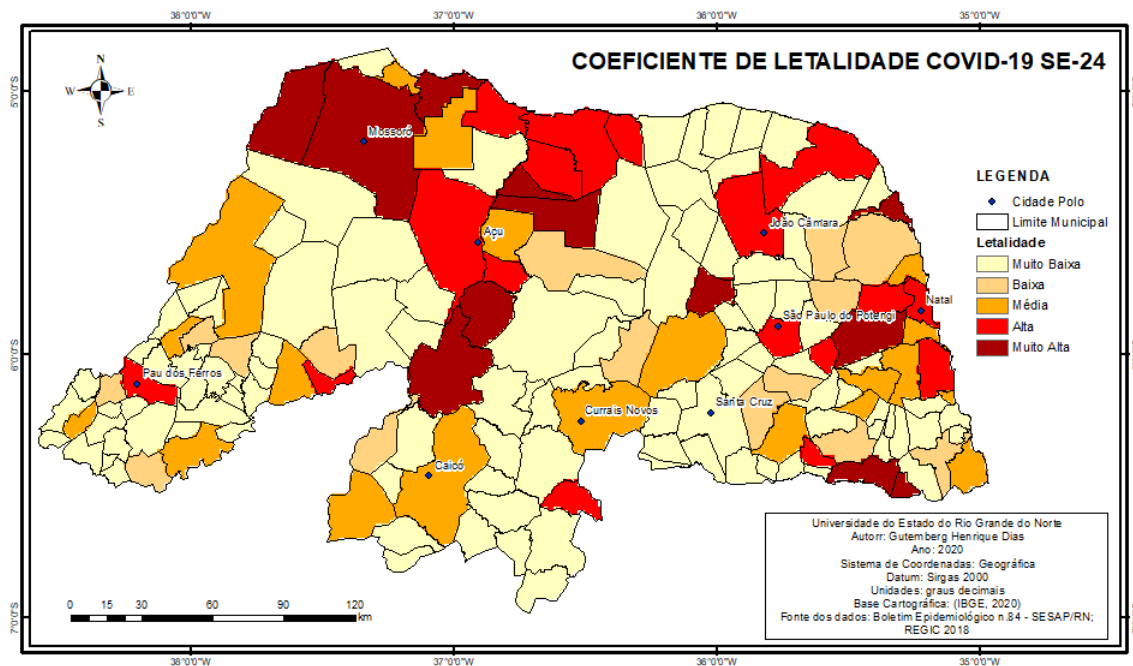 38°0'0"W 37°0'0"W 36°0'0"W 35°0'0"W
COEFICIENTE DE LETALIDADE COVID-19 SE-24
N
W E
S
5°0'0"S
Mossoró
LEGENDA
Cidade Polo
Limite Municipal
Letalidade
Muito Baixa
Baixa
Média
Alta
Muito Alta
Açu
João Câmara
Natal
São Paulo do Potengi
6°0'0"S
Pau dos Ferros
Santa Cruz
Currais Novos
Caicó
Universidade do Estado do Rio Grande do Norte
Autorr: Gutemberg Henrique Dias
Ano: 2020
Sistema de Coordenadas: Geográfica
Datum: Sirgas 2000
Unidades: graus decimais
Base Cartográfica: (IBGE, 2020)
Fonte dos dados: Boletim Epidemiológico n.84 - SESAP/RN;
REGIC 2018
0 15 30 60 90 120
km
7°0'0"S
38°0'0"W 37°0'0"W 36°0'0"W 35°0'0"W